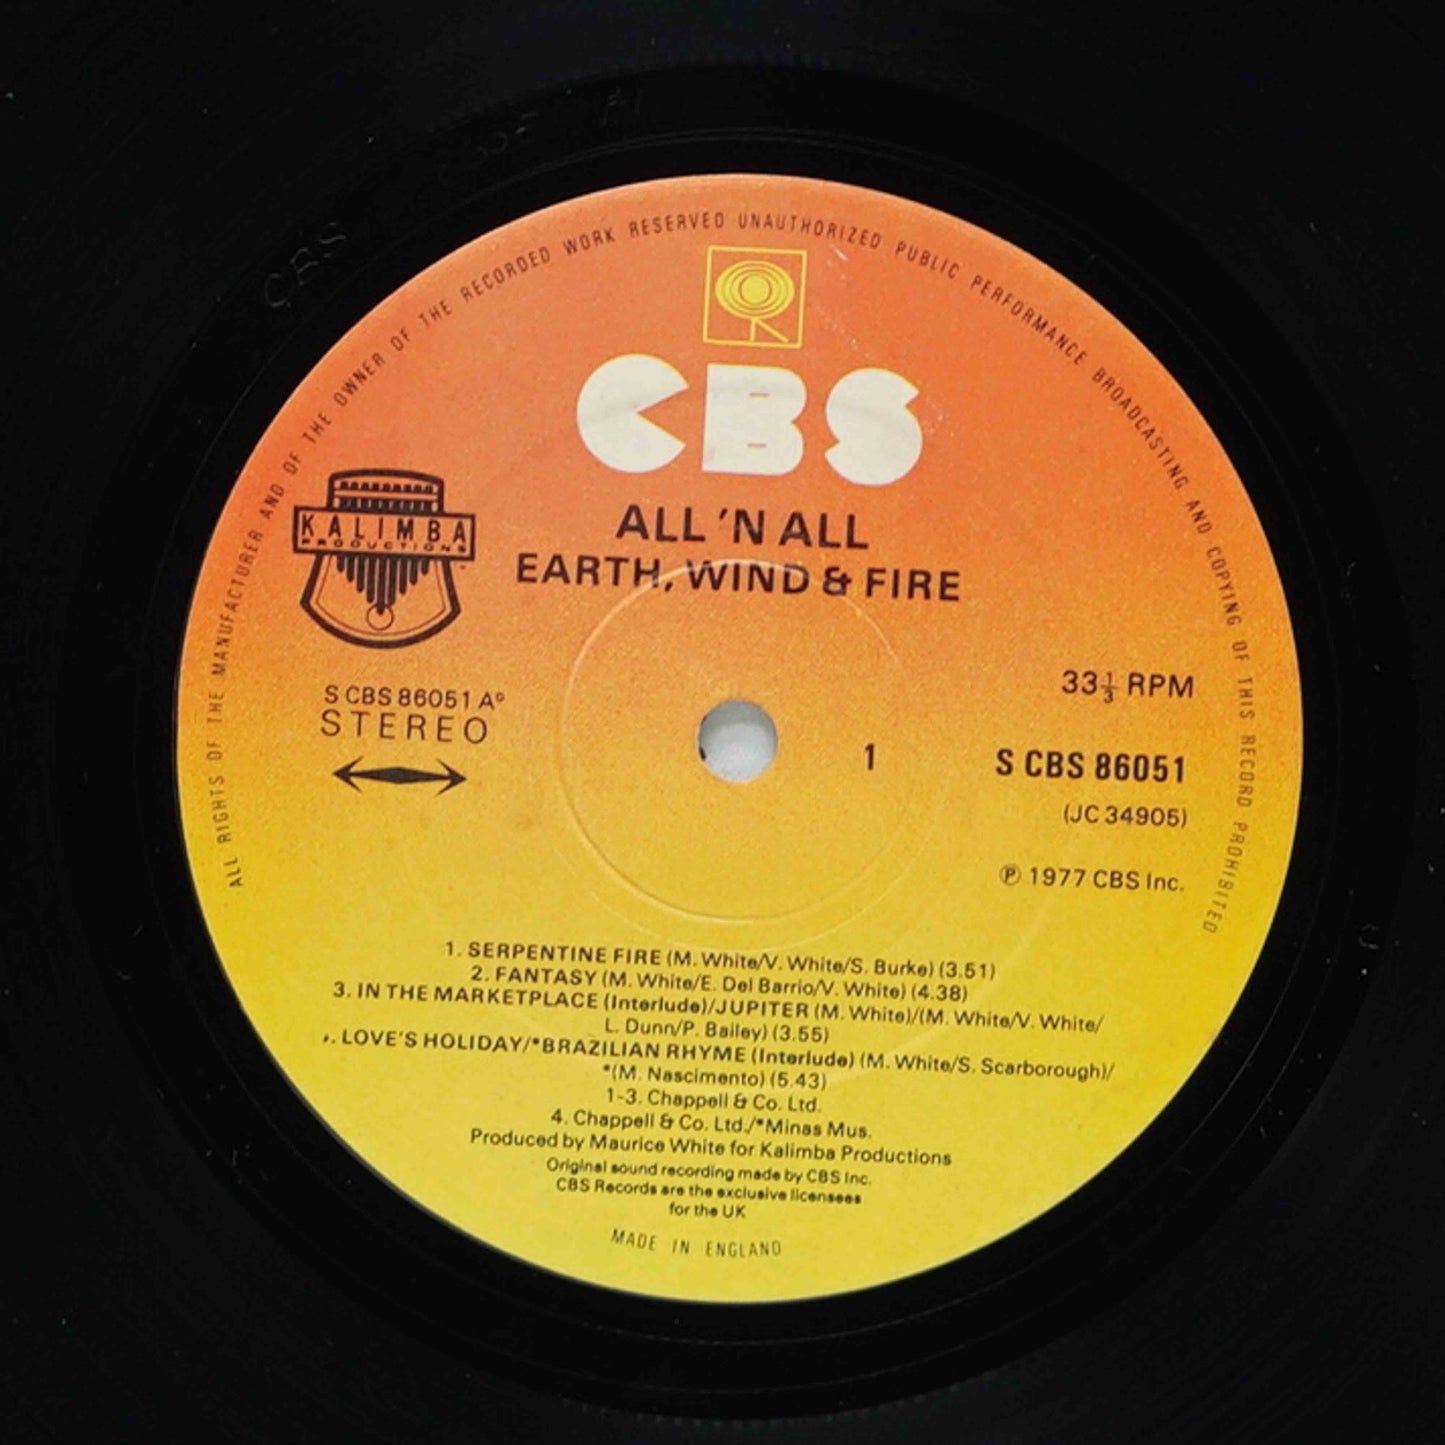 ALL RIGHTS OF THE MANUFACTURER AND OF THE OWNER OF THE RECORDED WORK RESERVED UNAUTHORIZED PUBLIC PERFORMANCE BROADCASTING AND COPYING OF THIS RECORD PROHIBITED
CBS
CBS
ALL 'N ALL
EARTH, WIND & FIRE
KALIMBA
PRODUCTIONS
S CBS 86051 A°
STEREO
33⅓ RPM
1
S CBS 86051
(JC 34905)
℗ 1977 CBS Inc.
1. SERPENTINE FIRE (M. White/V. White/S. Burke) (3.51)
2. FANTASY (M. White/E. Del Barrio/V. White) (4.38)
3. IN THE MARKETPLACE (Interlude)/JUPITER (M. White)/(M. White/V. White/
L. Dunn/P. Bailey) (3.55)
. LOVE'S HOLIDAY/*BRAZILIAN RHYME (Interlude) (M. White/S. Scarborough)/
*(M. Nascimento) (5.43)
1-3. Chappell & Co. Ltd.
4. Chappell & Co. Ltd./*Minas Mus.
Produced by Maurice White for Kalimba Productions
Original sound recording made by CBS Inc.
CBS Records are the exclusive licensees
for the UK
MADE IN ENGLAND